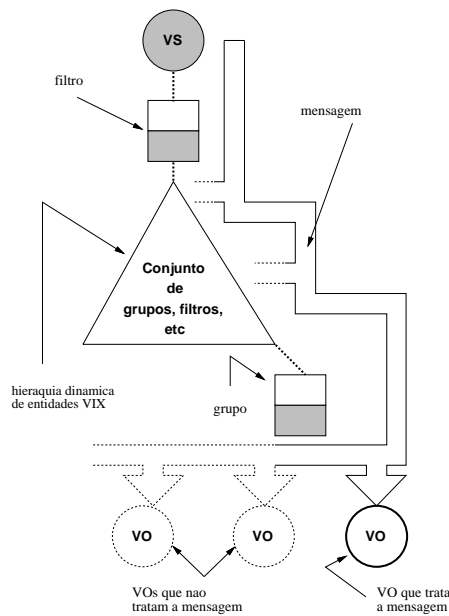 VS
filtro
mensagem
Conjunto
de
grupos, filtros,
etc
hieraquia dinamica
de entidades VIX
grupo
VO
VO
VO
VOs que nao
tratam a mensagem
VO que trata
a mensagem